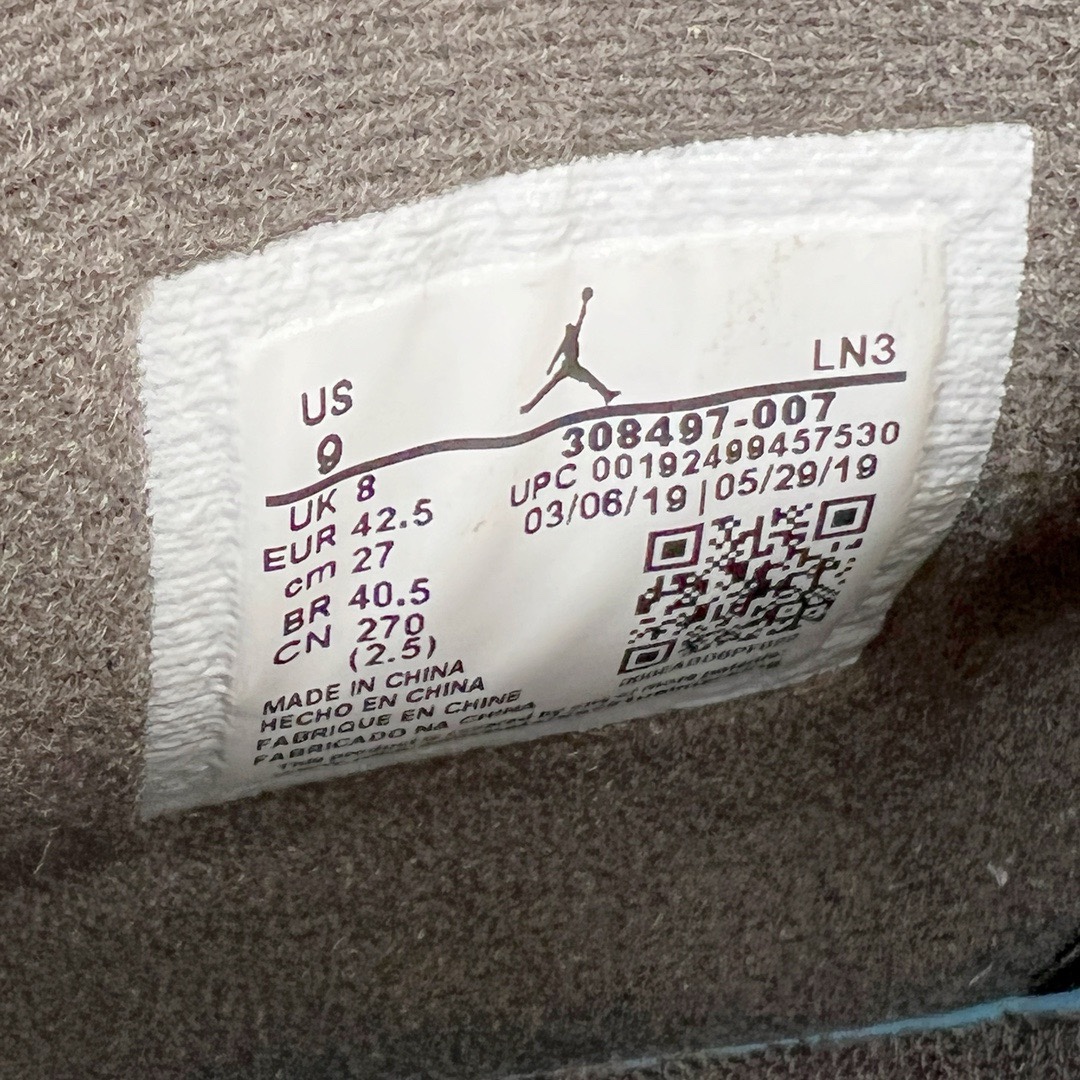 US
9
LN3
308497-007
UPC 00192499457530
03/06/19 | 05/29/19
UK 8
EUR 42.5
cm 27
BR 40.5
CN 270
(2.5)
MADE IN CHINA
HECHO EN CHINA
FABRIQUE EN CHINE
FABRICADO NA CHINA